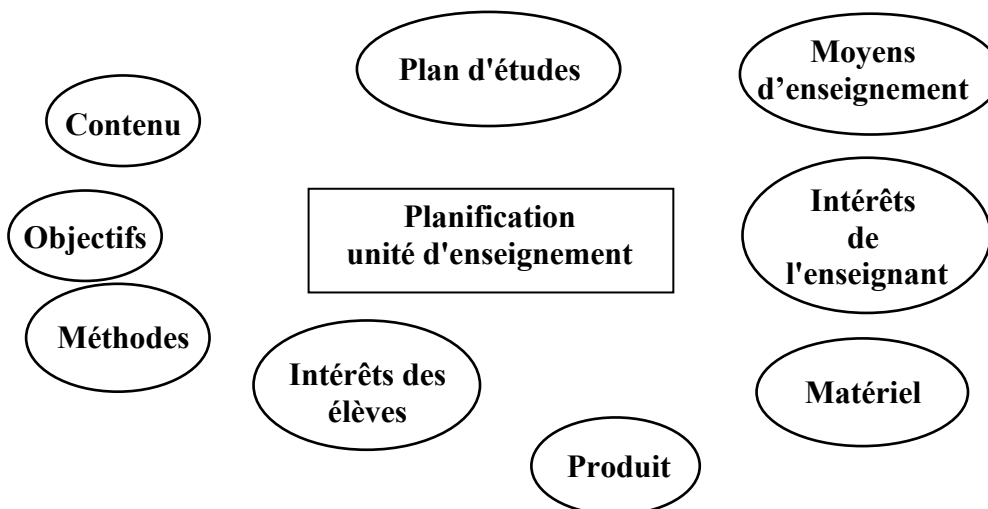 Plan d'études
Moyens
d’enseignement
Contenu
Objectifs
Planification
unité d'enseignement
Intérêts
de
l'enseignant
Méthodes
Intérêts des
élèves
Matériel
Produit